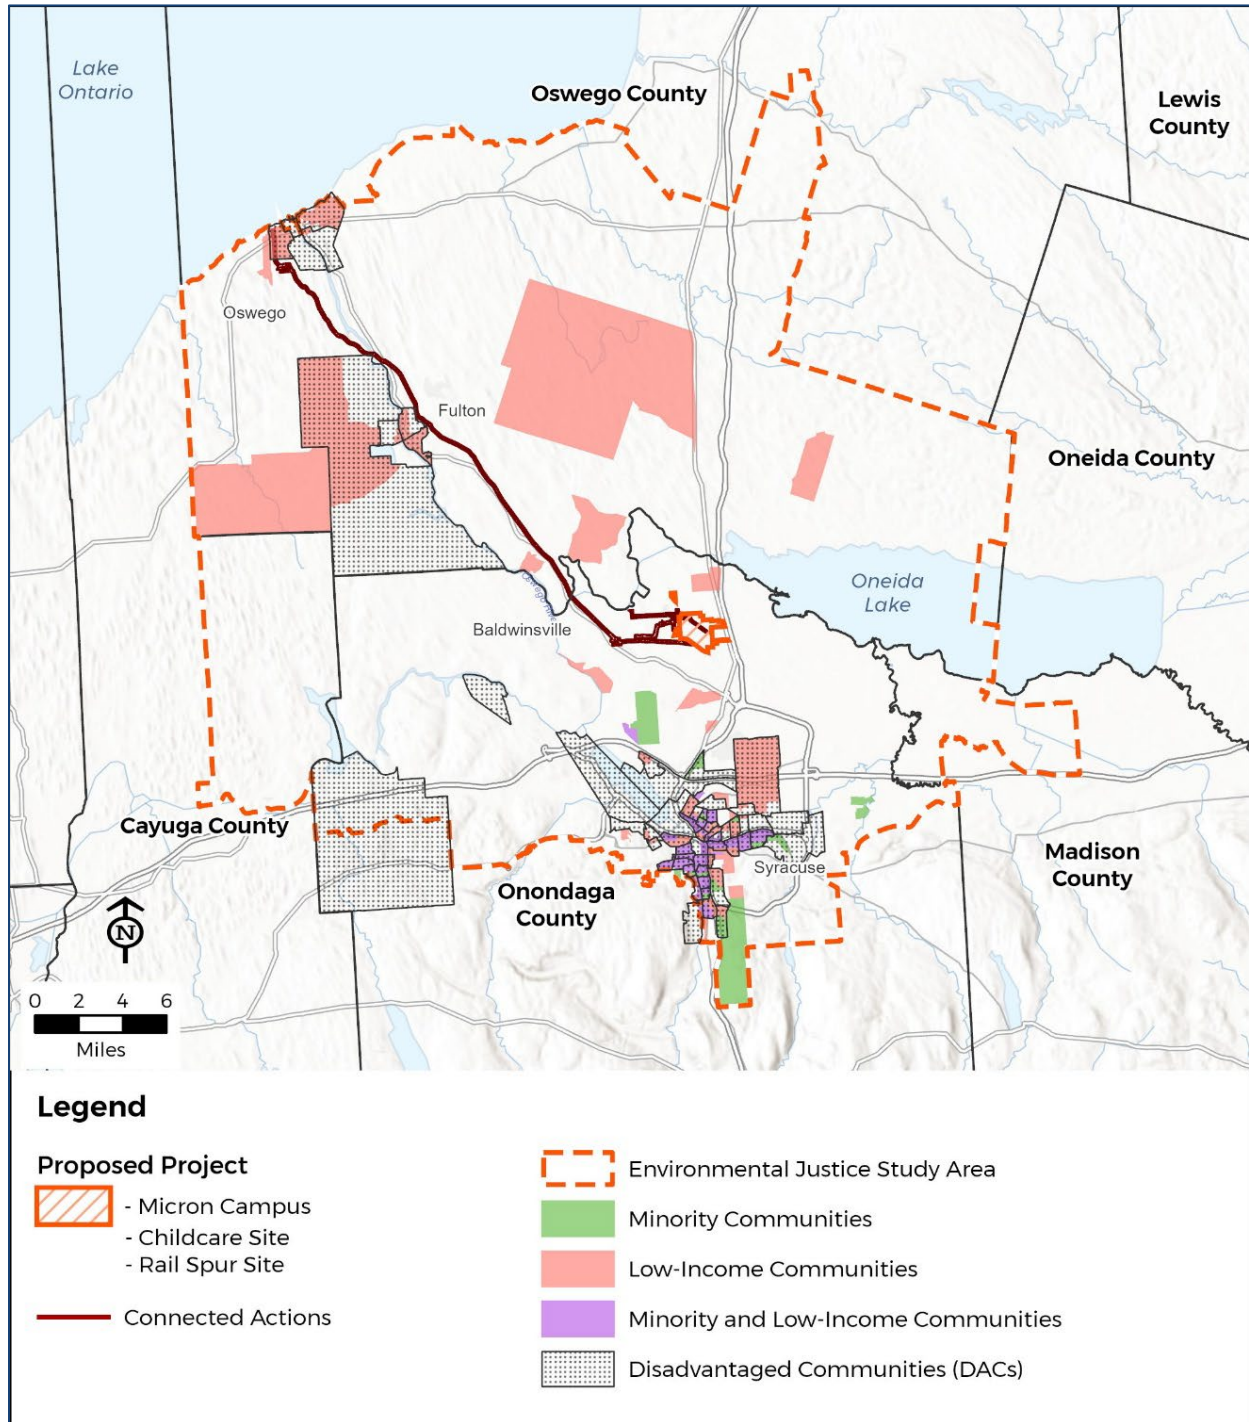 Lake
Ontario
Oswego County
Lewis
County
Oswego
Fulton
Oneida County
Oneida
Lake
Baldwinsville
Cayuga County
Syracuse
Madison
County
Onondaga
County
N
0 2 4 6
Miles
Legend
Proposed Project
- Micron Campus
- Childcare Site
- Rail Spur Site
Connected Actions
Environmental Justice Study Area
Minority Communities
Low-Income Communities
Minority and Low-Income Communities
Disadvantaged Communities (DACs)